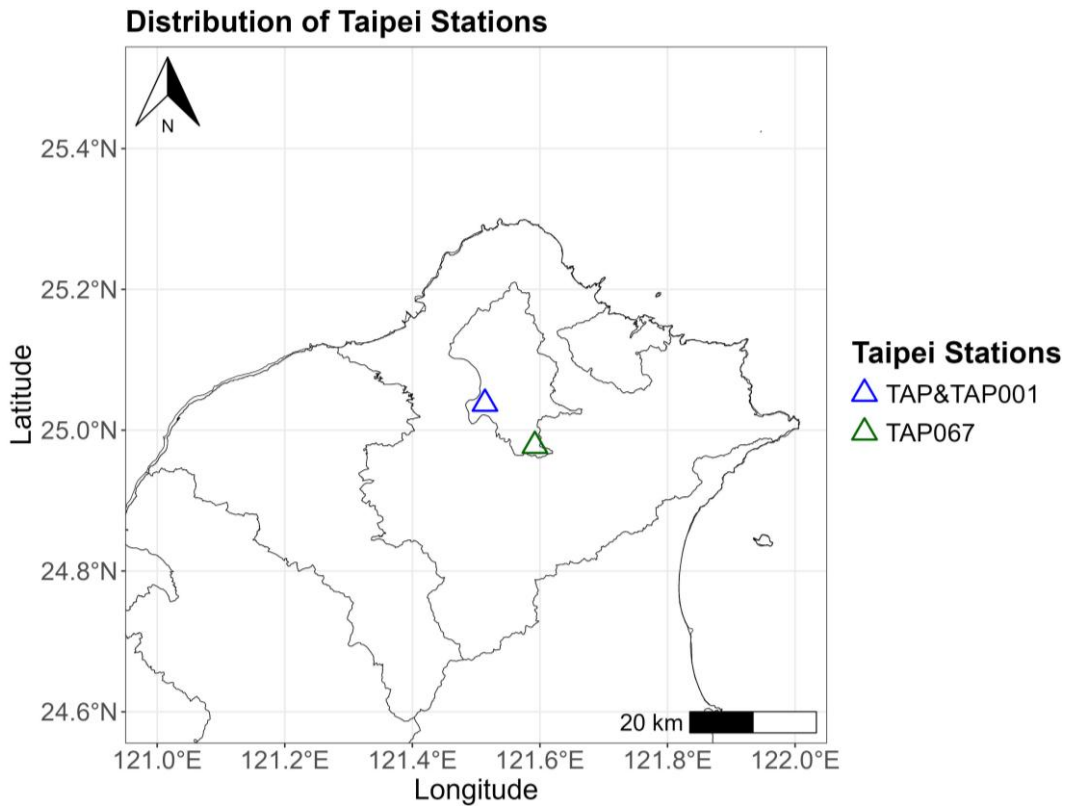 Distribution of Taipei Stations
N
25.4°N
25.2°N
25.0°N
24.8°N
24.6°N
Latitude
20 km
121.0°E 121.2°E 121.4°E 121.6°E 121.8°E 122.0°E
Longitude
Taipei Stations
TAP&TAP001
TAP067